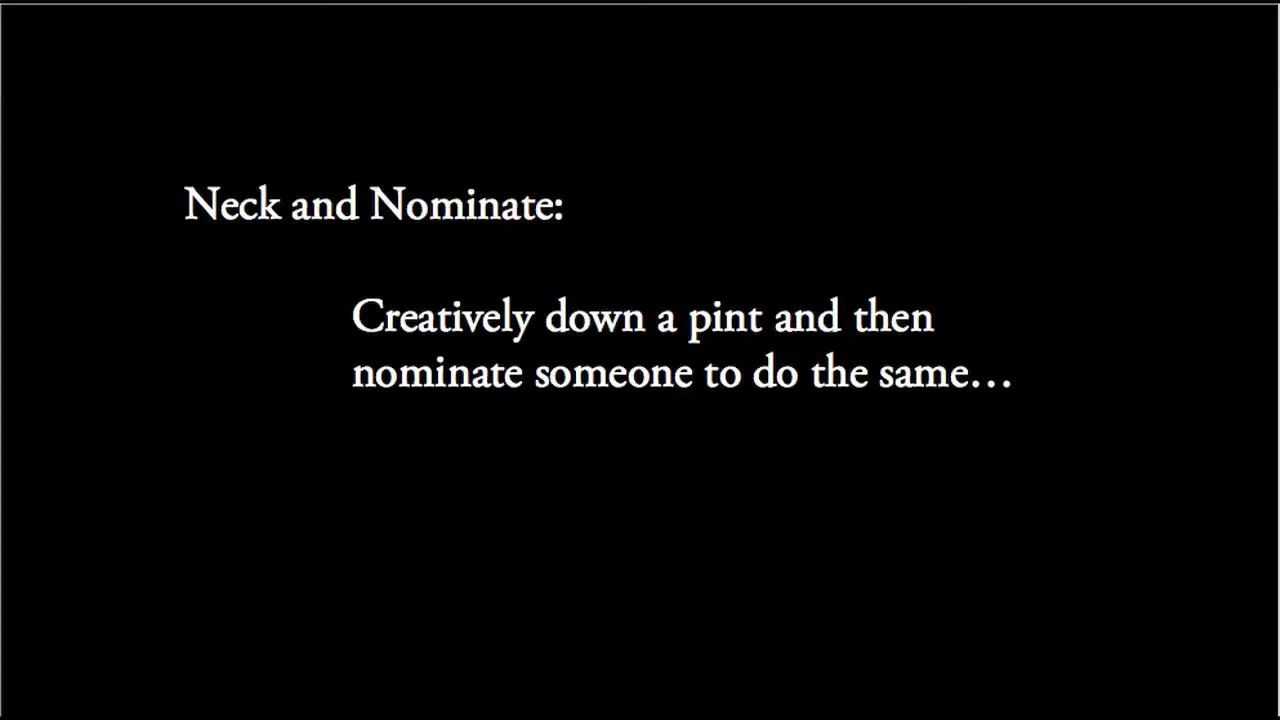 Neck and Nominate:
Creatively down a pint and then
nominate someone to do the same…